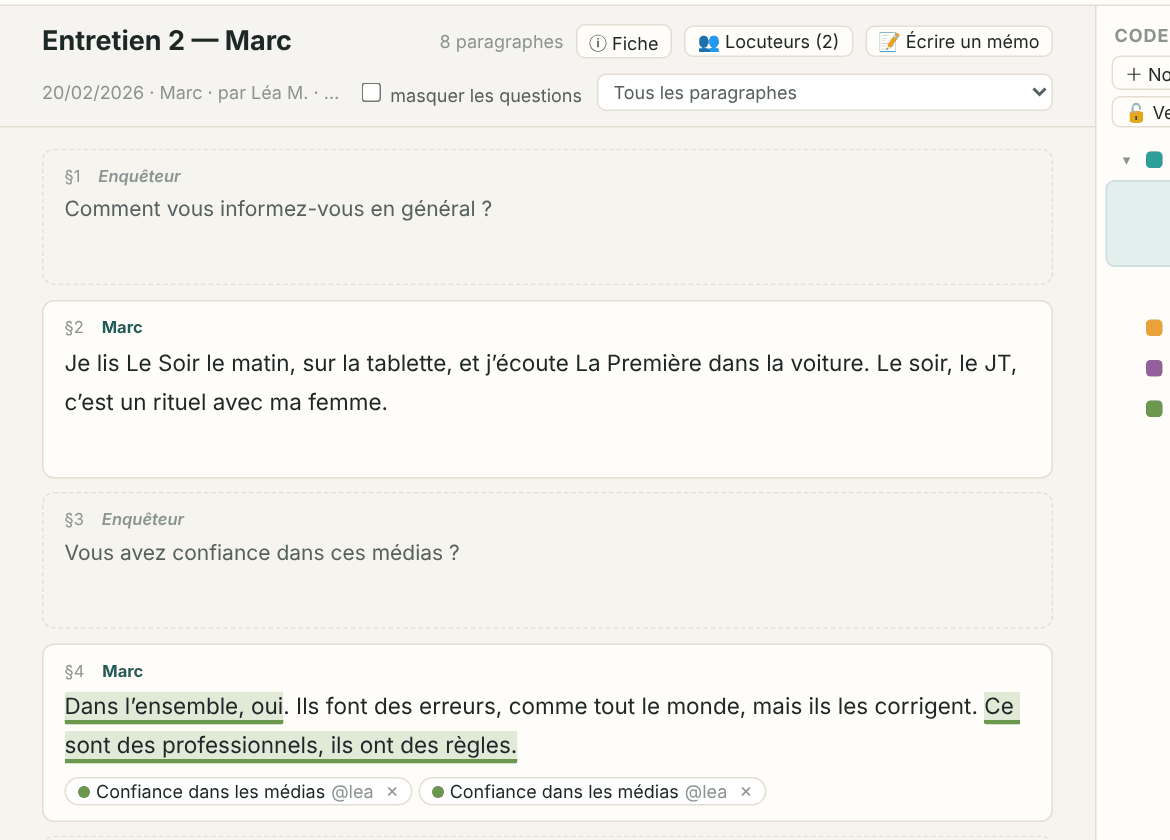 Entretien 2 — Marc
8 paragraphes
ⓘ Fiche
👥 Locuteurs (2)
📝 Écrire un mémo
20/02/2026 · Marc · par Léa M. · ...
masquer les questions
Tous les paragraphes
§1 Enquêteur
Comment vous informez-vous en général ?
§2 Marc
Je lis Le Soir le matin, sur la tablette, et j’écoute La Première dans la voiture. Le soir, le JT,
c’est un rituel avec ma femme.
§3 Enquêteur
Vous avez confiance dans ces médias ?
§4 Marc
Dans l’ensemble, oui. Ils font des erreurs, comme tout le monde, mais ils les corrigent. Ce
sont des professionnels, ils ont des règles.
Confiance dans les médias @lea ×
Confiance dans les médias @lea ×
CODE
+ No
🔓 Ve